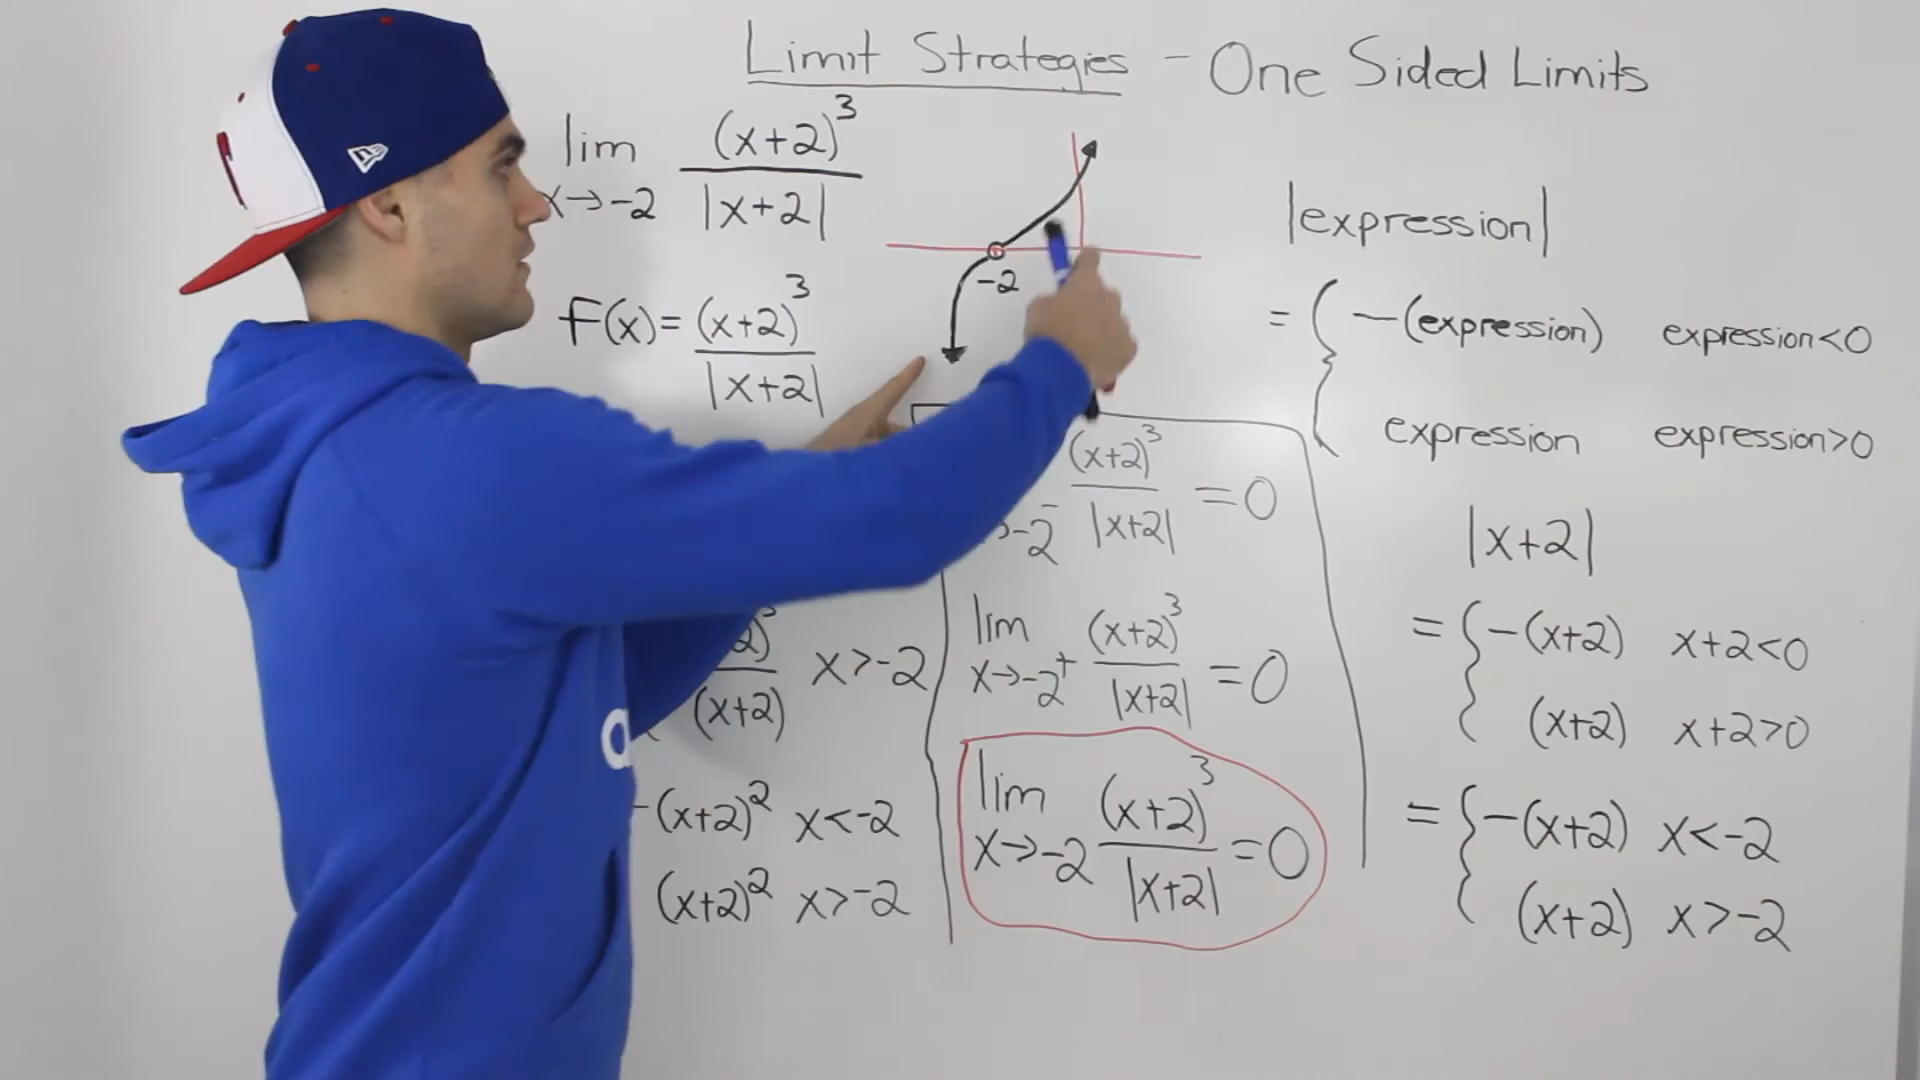 Limit Strategies - One Sided Limits
lim (x+2)³
x→-2 |x+2|
-2
F(x)= (x+2)³
|x+2|
|expression|
= { -(expression) expression<0
expression expression>0
(x+2)³
→-2⁻ |x+2| =0
|x+2|
= { -(x+2) x+2<0
(x+2) x+2>0
2)³
(x+2) x>-2
lim (x+2)³
x→-2⁺ |x+2| =0
-(x+2)² x<-2
(x+2)² x>-2
lim (x+2)³
x→-2 |x+2| =0
= { -(x+2) x<-2
(x+2) x>-2